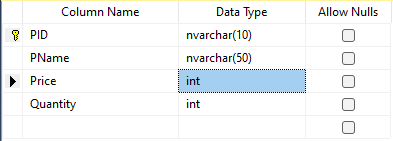 Column Name Data Type Allow Nulls
PID nvarchar(10)
PName nvarchar(50)
Price int
Quantity int